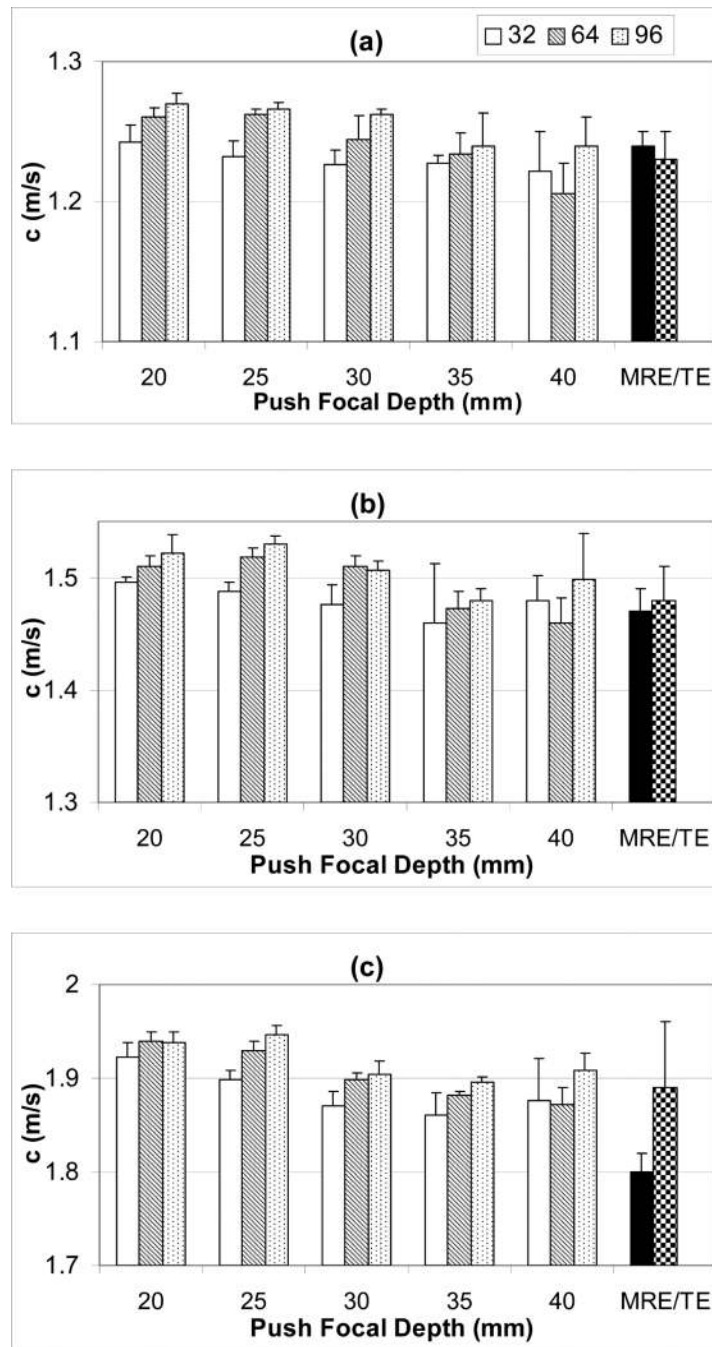 (a)
32 64 96
1.3
1.2
1.1
c (m/s)
20 25 30 35 40 MRE/TE
Push Focal Depth (mm)
(b)
1.5
1.4
1.3
c (m/s)
20 25 30 35 40 MRE/TE
Push Focal Depth (mm)
(c)
2
1.9
1.8
1.7
c (m/s)
20 25 30 35 40 MRE/TE
Push Focal Depth (mm)